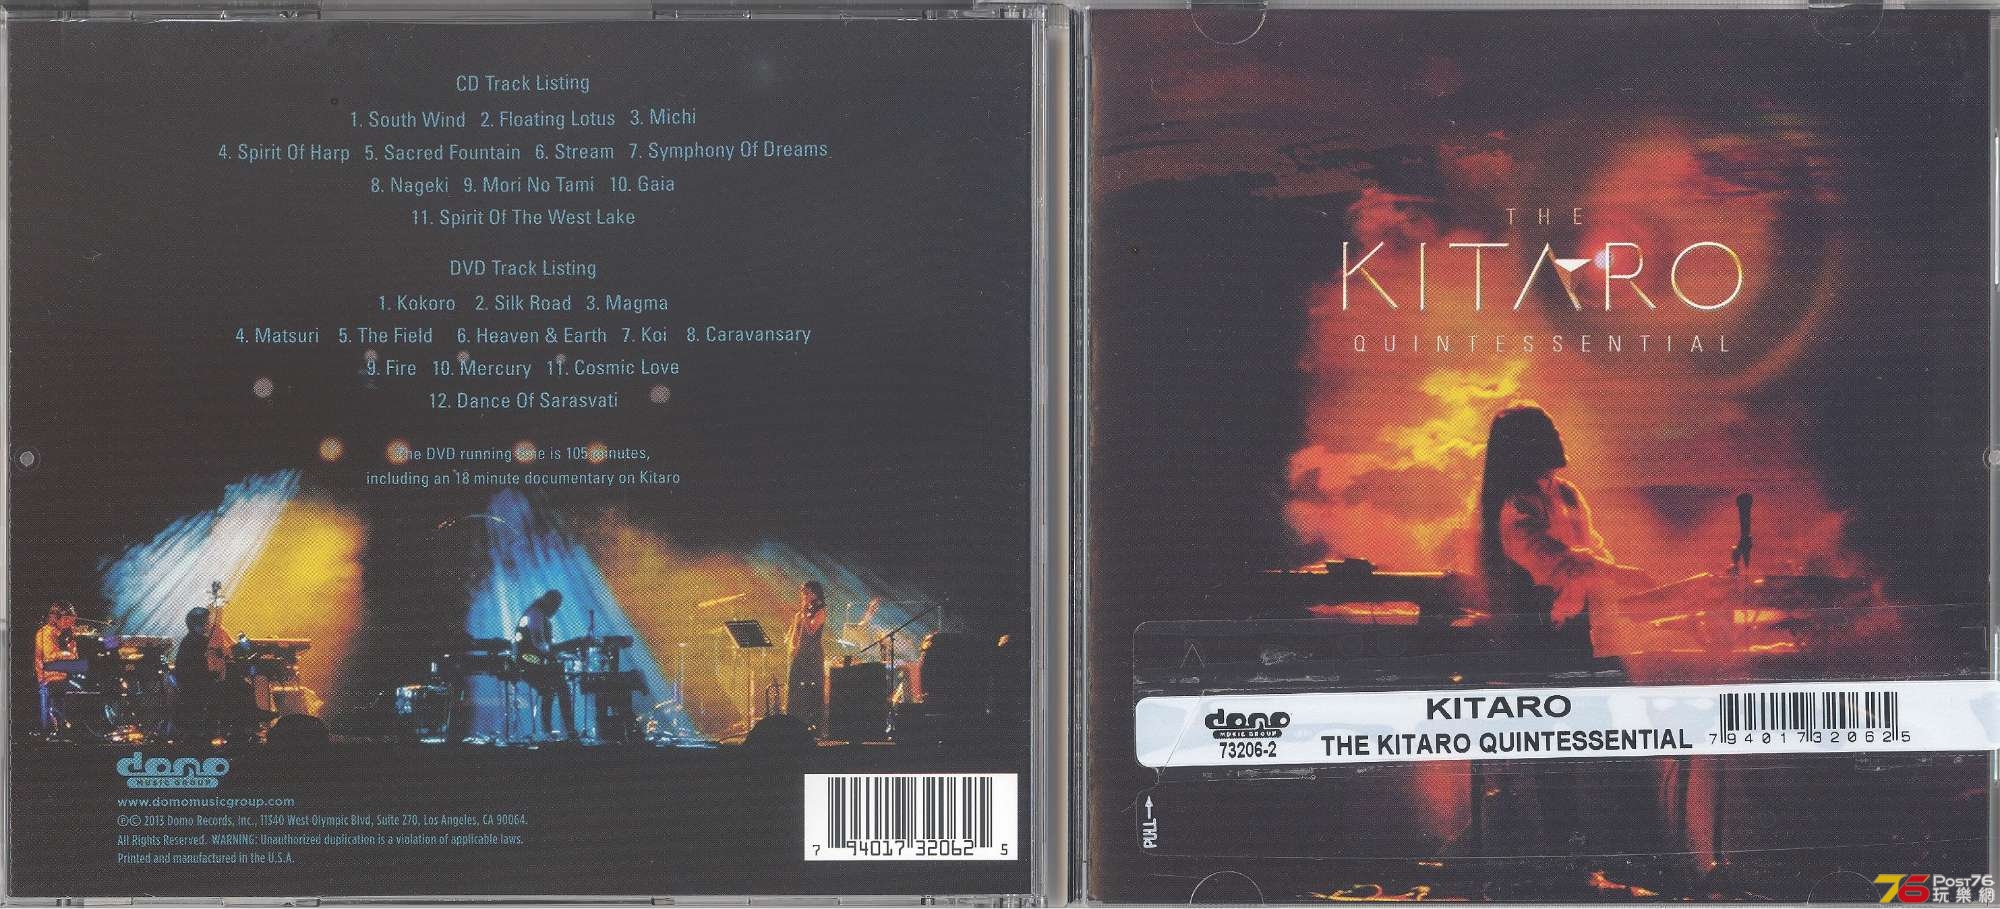 CD Track Listing
1. South Wind 2. Floating Lotus 3. Michi
4. Spirit Of Harp 5. Sacred Fountain 6. Stream 7. Symphony Of Dreams
8. Nageki 9. Mori No Tami 10. Gaia
11. Spirit Of The West Lake
DVD Track Listing
1. Kokoro 2. Silk Road 3. Magma
4. Matsuri 5. The Field 6. Heaven & Earth 7. Koi 8. Caravansary
9. Fire 10. Mercury 11. Cosmic Love
12. Dance Of Sarasvati
The DVD running time is 105 minutes,
including an 18 minute documentary on Kitaro
domo
MUSIC GROUP
www.domomusicgroup.com
℗© 2013 Domo Records, Inc., 11340 West Olympic Blvd, Suite 270, Los Angeles, CA 90064.
All Rights Reserved. WARNING: Unauthorized duplication is a violation of applicable laws.
Printed and manufactured in the U.S.A.
7 94017 32062 5
THE
KITARO
QUINTESSENTIAL
domo
MUSIC GROUP
73206-2
KITARO
THE KITARO QUINTESSENTIAL
7 94017 32062 5
PULL
76 Post76
玩樂網